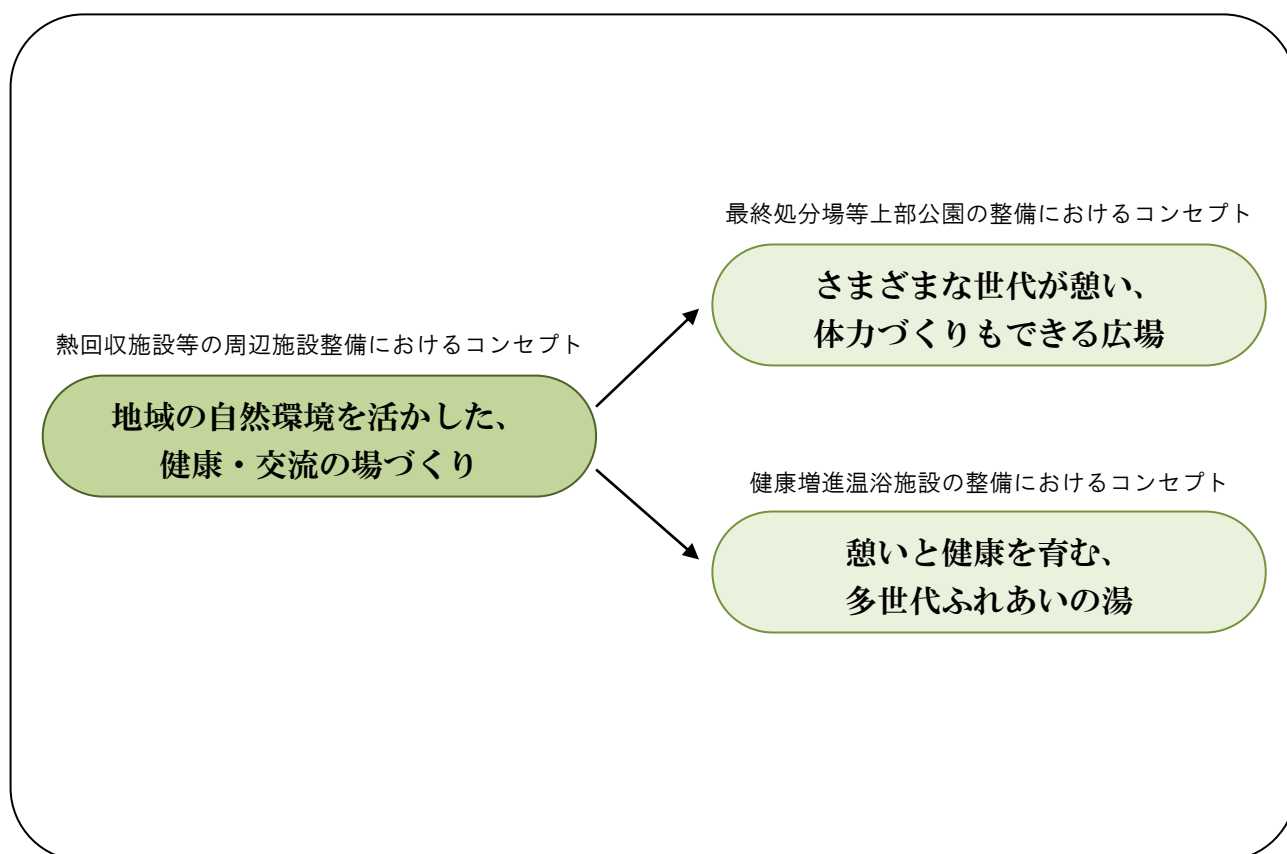 熱回収施設等の周辺施設整備におけるコンセプト
地域の自然環境を活かした、
健康・交流の場づくり
最終処分場等上部公園の整備におけるコンセプト
さまざまな世代が憩い、
体力づくりもできる広場
健康増進温浴施設の整備におけるコンセプト
憩いと健康を育む、
多世代ふれあいの湯